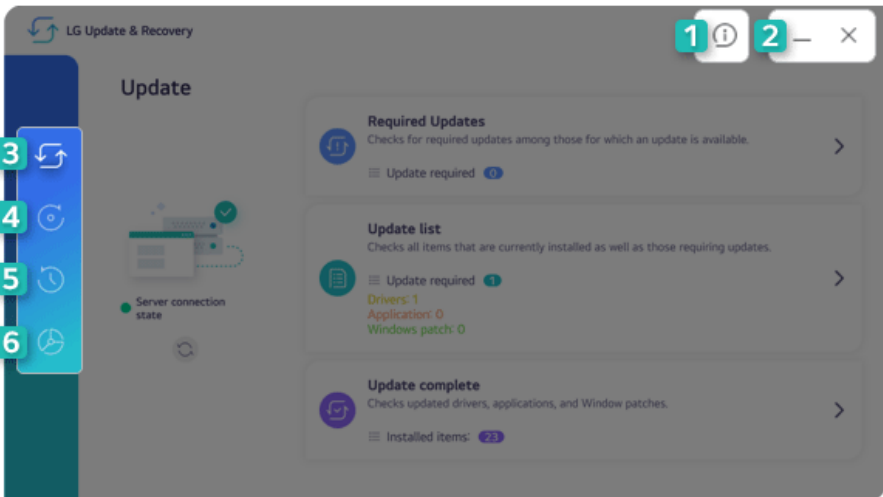 LG Update & Recovery
1
2
Update
Required Updates
Checks for required updates among those for which an update is available.
Update required 0
3
4
Update list
Checks all items that are currently installed as well as those requiring updates.
Update required 1
5
Drivers: 1
Server connection
state
Application: 0
Windows patch: 0
6
Update complete
Checks updated drivers, applications, and Window patches.
Installed items: 23